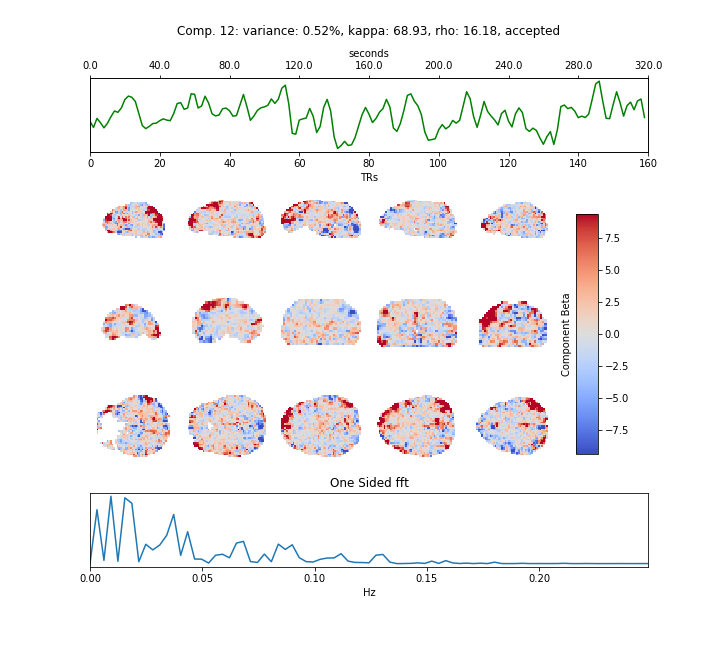 Comp. 12: variance: 0.52%, kappa: 68.93, rho: 16.18, accepted
seconds
0.0 40.0 80.0 120.0 160.0 200.0 240.0 280.0 320.0
0 20 40 60 80 100 120 140 160
TRs
7.5
5.0
2.5
0.0
−2.5
−5.0
−7.5
Component Beta
One Sided fft
0.00 0.05 0.10 0.15 0.20
Hz